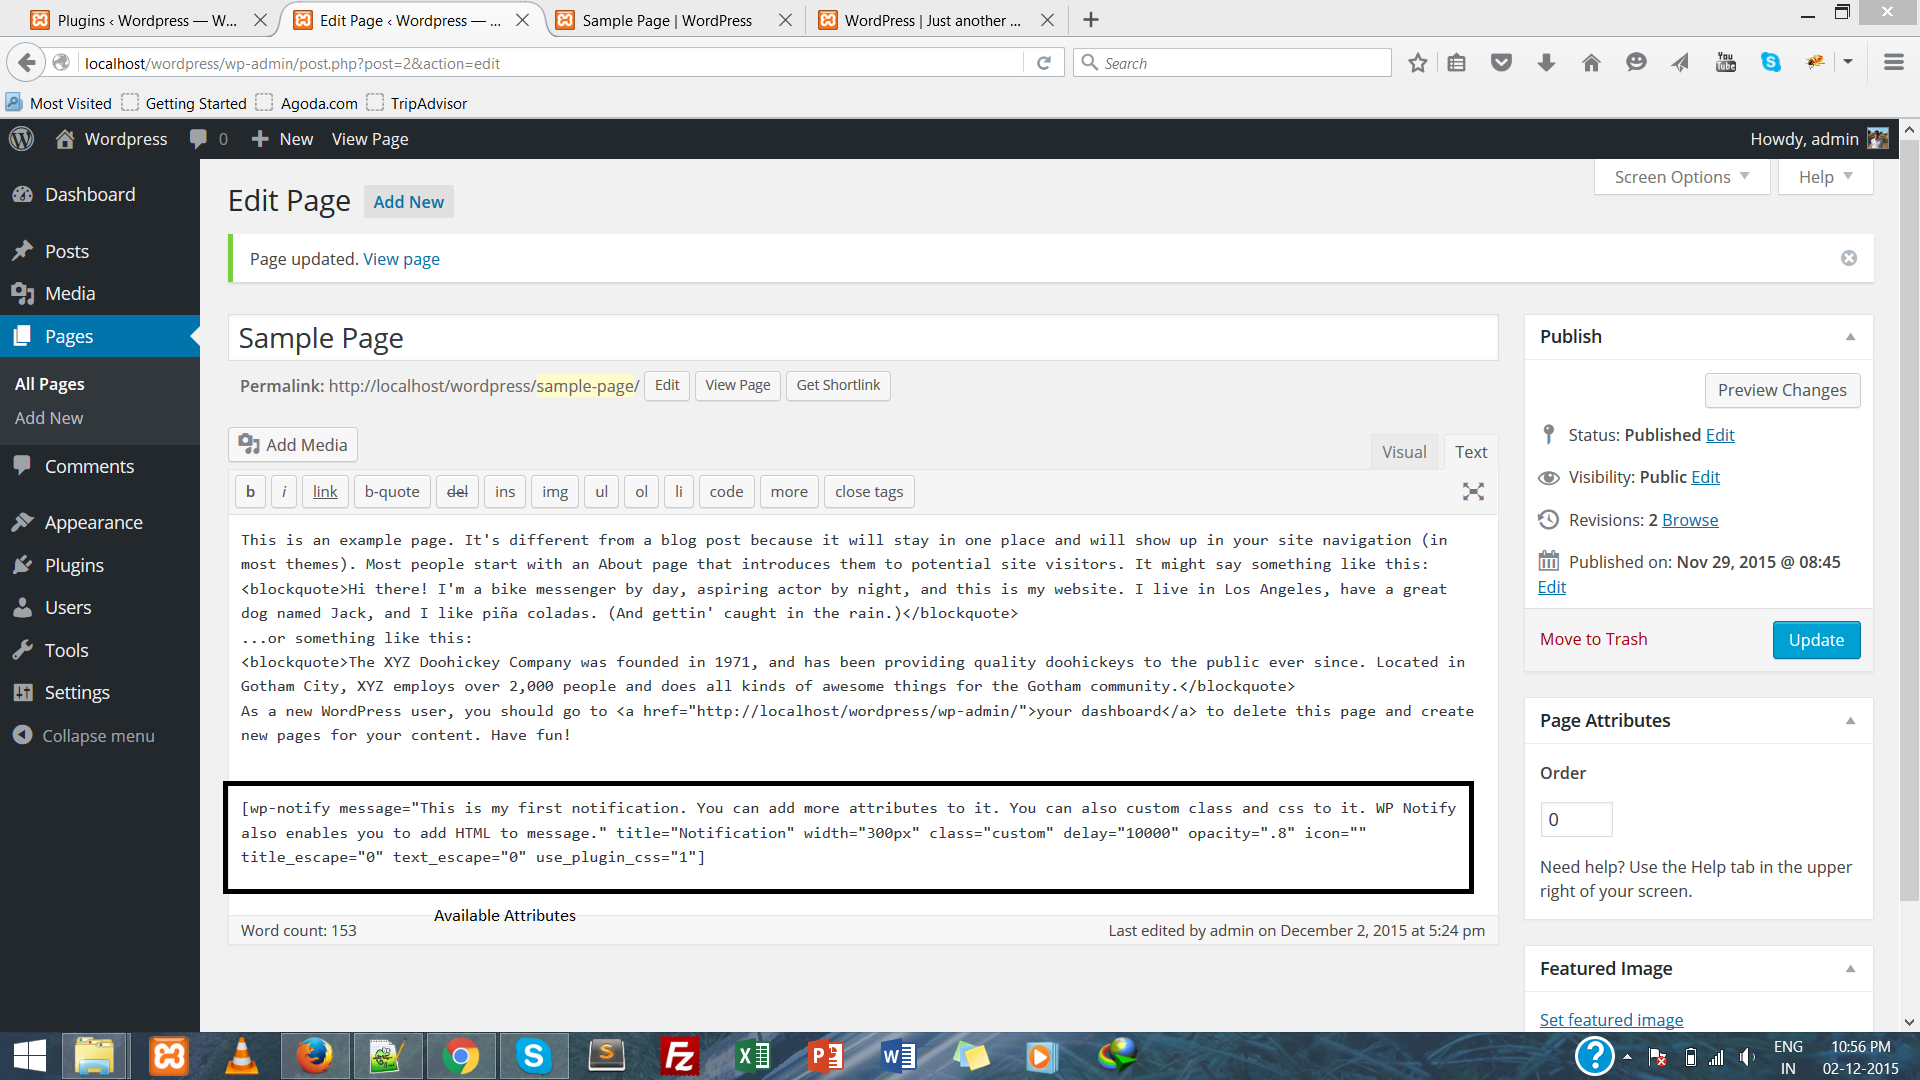 Plugins ‹ Wordpress — W...
Edit Page ‹ Wordpress — ...
Sample Page | WordPress
WordPress | Just another ...
localhost/wordpress/wp-admin/post.php?post=2&action=edit
Search
You Tube
Most Visited Getting Started Agoda.com TripAdvisor
Wordpress 0 New View Page
Howdy, admin
Dashboard
Posts
Media
Pages
All Pages
Add New
Comments
Appearance
Plugins
Users
Tools
Settings
Collapse menu
Screen Options Help
Edit Page Add New
Page updated. View page
Sample Page
Permalink: http://localhost/wordpress/sample-page/ Edit View Page Get Shortlink
Add Media
Visual Text
b i link b-quote del ins img ul ol li code more close tags
This is an example page. It's different from a blog post because it will stay in one place and will show up in your site navigation (in
most themes). Most people start with an About page that introduces them to potential site visitors. It might say something like this:
<blockquote>Hi there! I'm a bike messenger by day, aspiring actor by night, and this is my website. I live in Los Angeles, have a great
dog named Jack, and I like piña coladas. (And gettin' caught in the rain.)</blockquote>
...or something like this:
<blockquote>The XYZ Doohickey Company was founded in 1971, and has been providing quality doohickeys to the public ever since. Located in
Gotham City, XYZ employs over 2,000 people and does all kinds of awesome things for the Gotham community.</blockquote>
As a new WordPress user, you should go to <a href="http://localhost/wordpress/wp-admin/">your dashboard</a> to delete this page and create
new pages for your content. Have fun!
[wp-notify message="This is my first notification. You can add more attributes to it. You can also custom class and css to it. WP Notify
also enables you to add HTML to message." title="Notification" width="300px" class="custom" delay="10000" opacity=".8" icon=""
title_escape="0" text_escape="0" use_plugin_css="1"]
Available Attributes
Word count: 153
Last edited by admin on December 2, 2015 at 5:24 pm
Publish
Preview Changes
Status: Published Edit
Visibility: Public Edit
Revisions: 2 Browse
Published on: Nov 29, 2015 @ 08:45
Edit
Move to Trash
Update
Page Attributes
Order
0
Need help? Use the Help tab in the upper
right of your screen.
Featured Image
Set featured image
ENG
IN
10:56 PM
02-12-2015